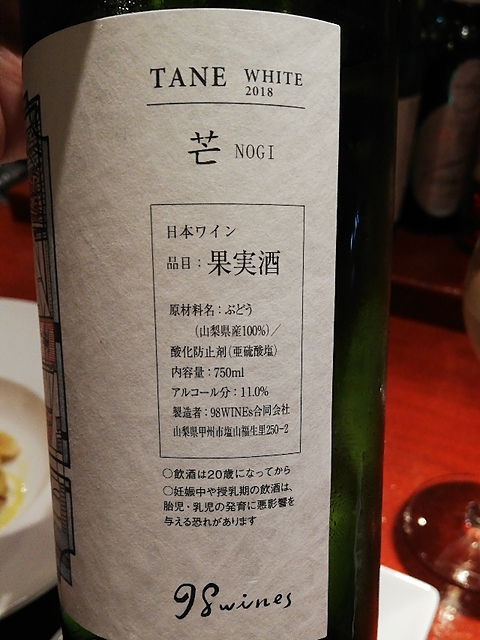 TANE WHITE
2018
芒 NOGI
日本ワイン
品目：果実酒
原材料名：ぶどう
（山梨県産100%）／
酸化防止剤（亜硫酸塩）
内容量：750ml
アルコール分：11.0%
製造者：98WINEs合同会社
山梨県甲州市塩山福生里250-2
○飲酒は20歳になってから
○妊娠中や授乳期の飲酒は、
胎児・乳児の発育に悪影響を
与える恐れがあります
98wines